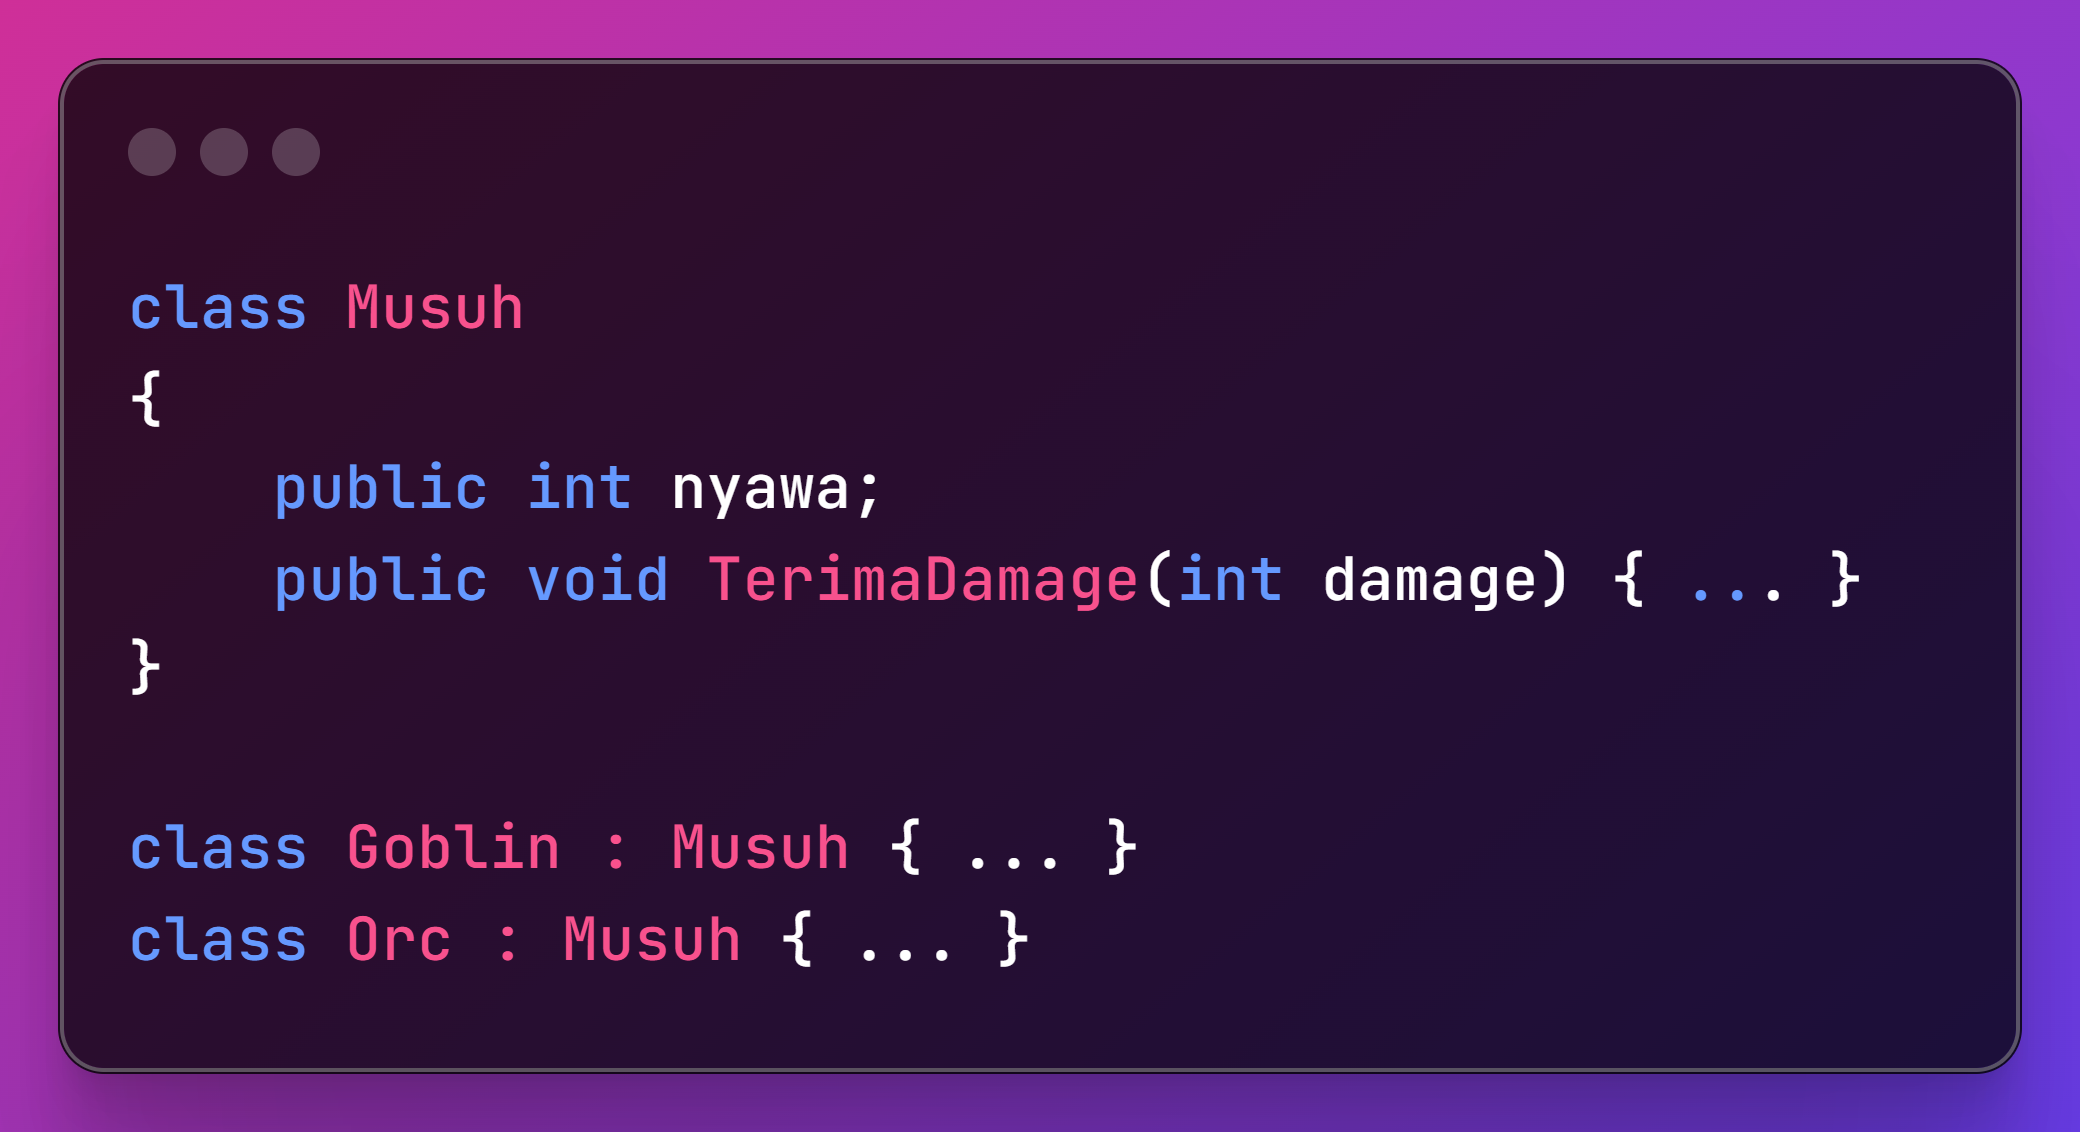 class Musuh
{
    public int nyawa;
    public void TerimaDamage(int damage) { ... }
}

class Goblin : Musuh { ... }
class Orc : Musuh { ... }